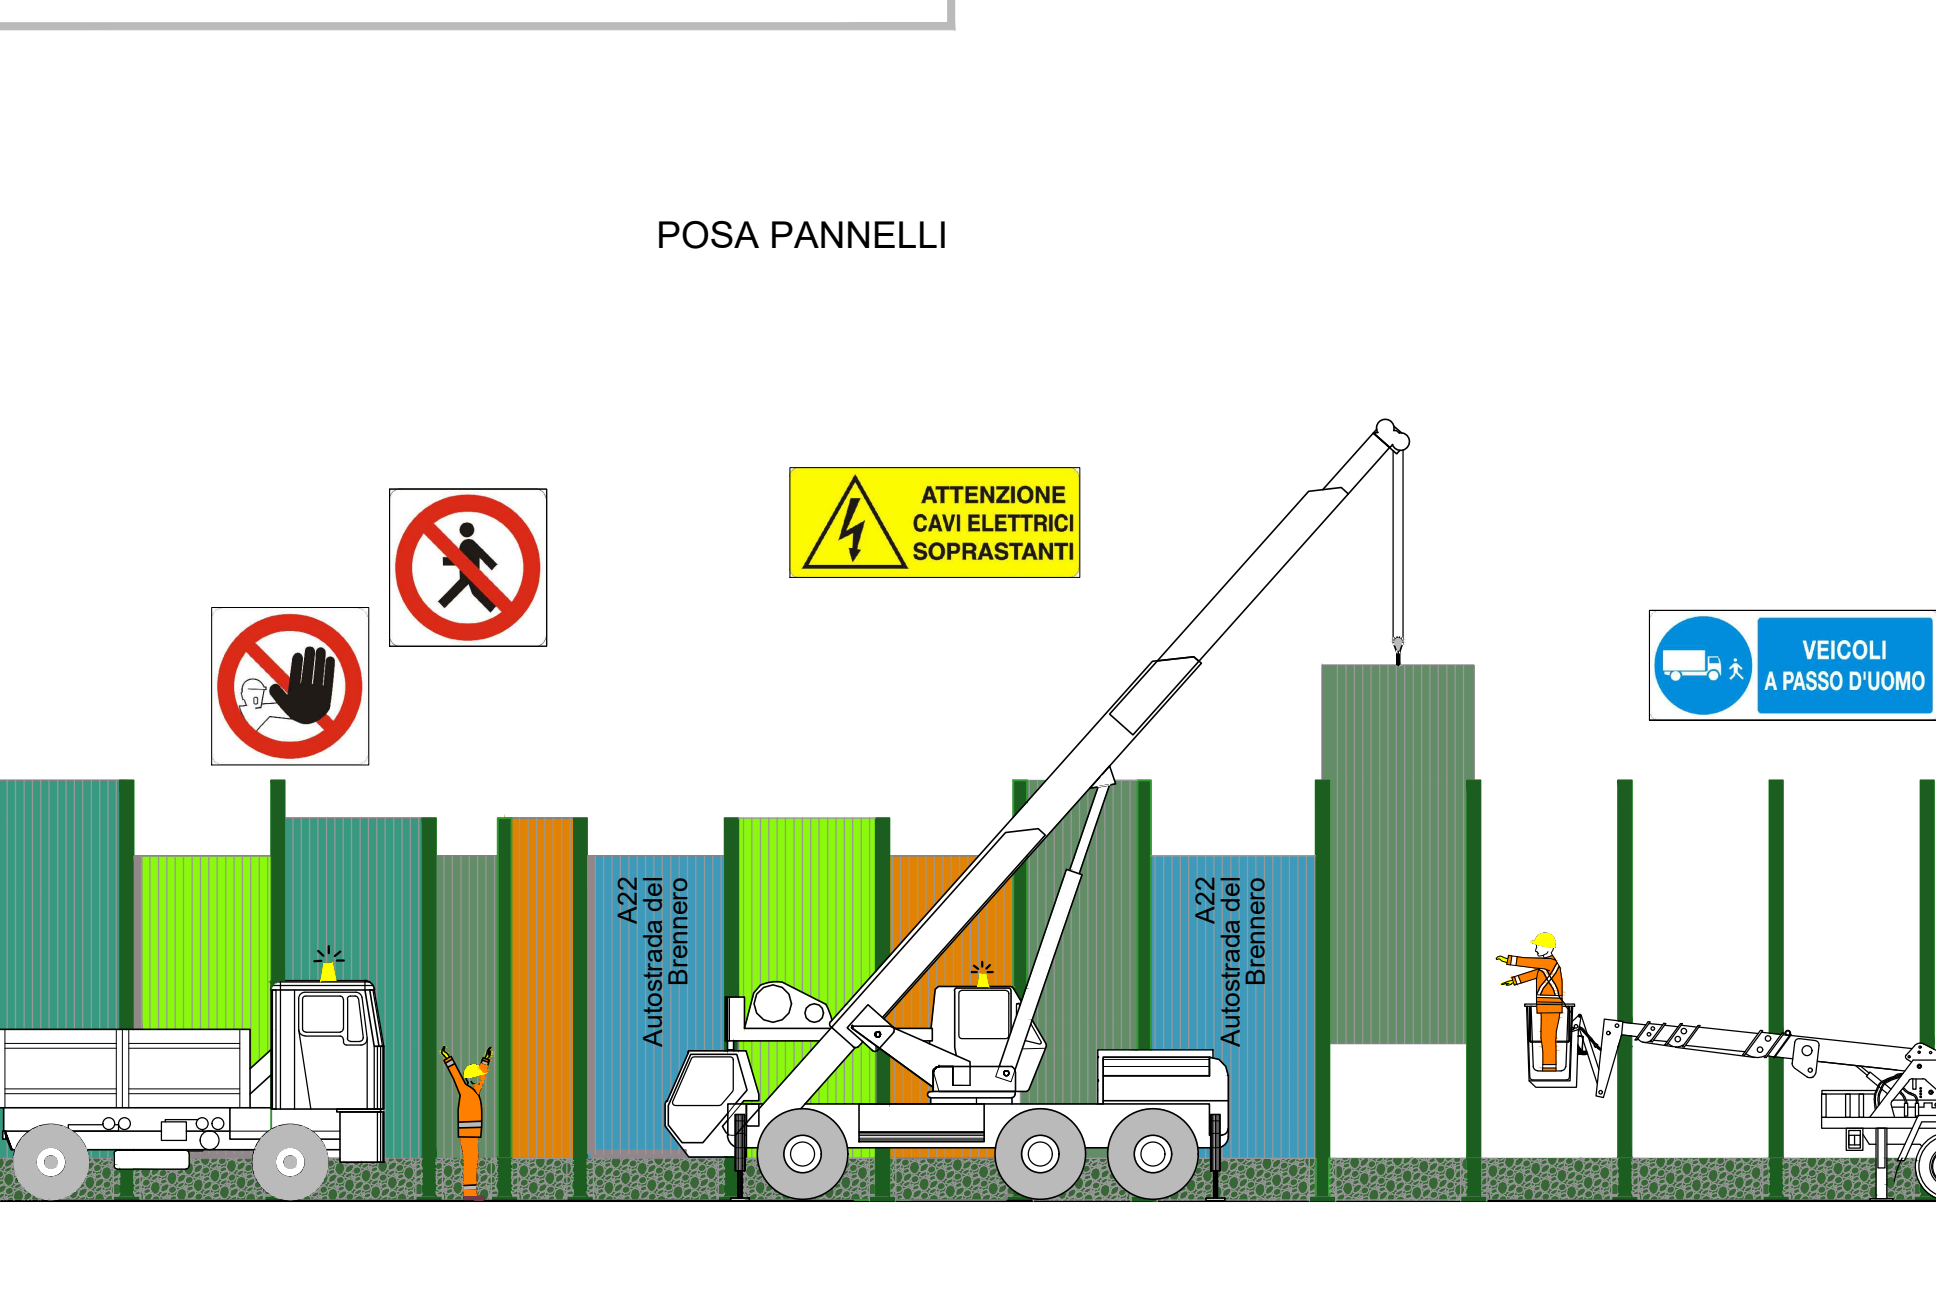 POSA PANNELLI
ATTENZIONE
CAVI ELETTRICI
SOPRASTANTI
VEICOLI
A PASSO D'UOMO
A22
Autostrada del
Brennero
A22
Autostrada del
Brennero